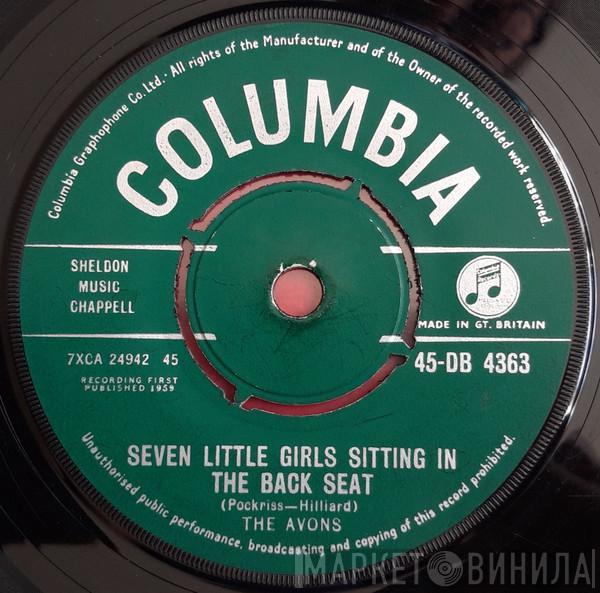 Columbia Graphophone Co. Ltd. · All rights of the Manufacturer and of the Owner of the recorded work reserved.
COLUMBIA
SHELDON
MUSIC
CHAPPELL
MADE IN GT. BRITAIN
7XCA 24942 45
45-DB 4363
RECORDING FIRST
PUBLISHED 1959
SEVEN LITTLE GIRLS SITTING IN
THE BACK SEAT
(Pockriss—Hilliard)
THE AVONS
Unauthorised public performance, broadcasting and copying of this record prohibited.
МАРКЕТ ВИНИЛА